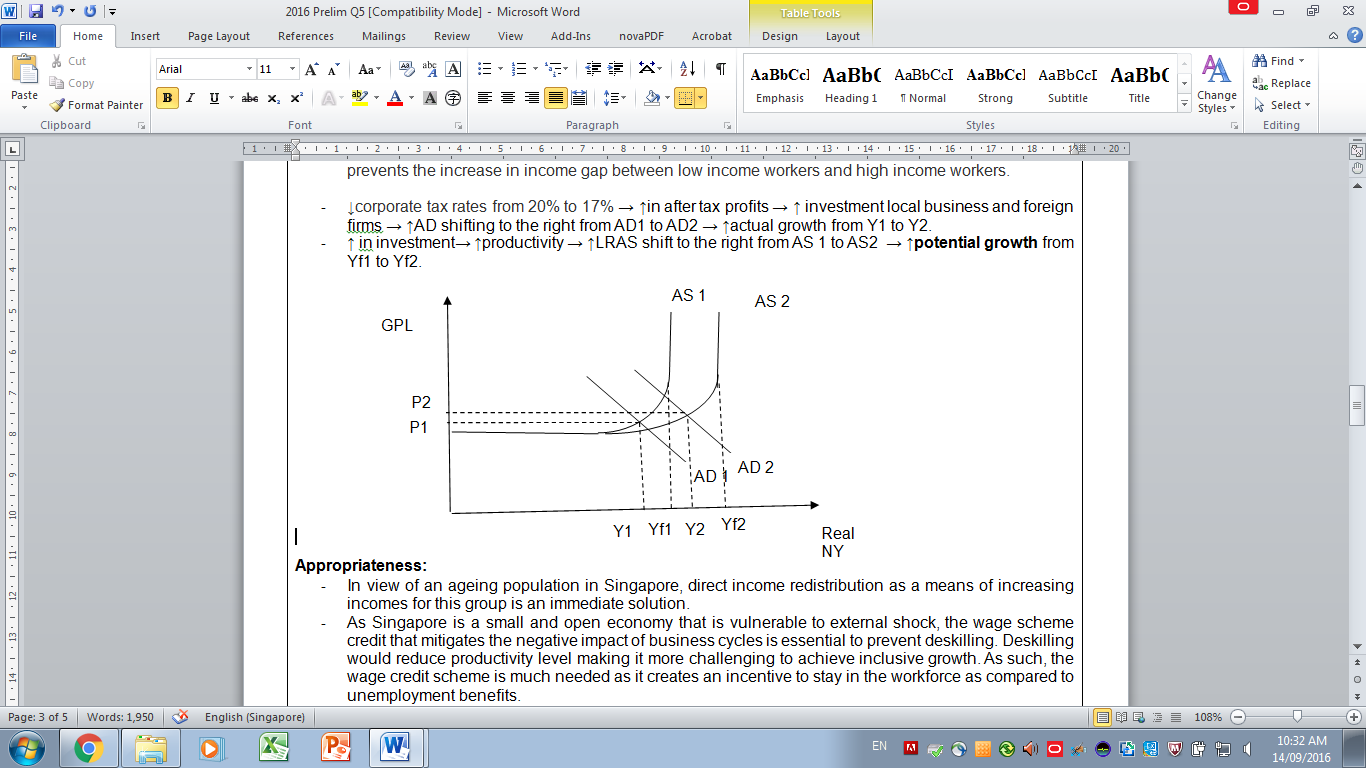 2016 Prelim Q5 [Compatibility Mode] - Microsoft Word
Table Tools
File Home Insert Page Layout References Mailings Review View Add-Ins novaPDF Acrobat Design Layout
Paste
Cut
Copy
Format Painter
Clipboard
Arial 11
B I U abc x₂ x²
Font
Paragraph
AaBbCcI AaBb( AaBbCcI AaBbCcI AaBbCcI AaBb(
Emphasis Heading 1 ¶ Normal Strong Subtitle Title
Styles
Change
Styles
Find
Replace
Select
Editing
prevents the increase in income gap between low income workers and high income workers.
- ↓corporate tax rates from 20% to 17% → ↑in after tax profits → ↑ investment local business and foreign
firms → ↑AD shifting to the right from AD1 to AD2 → ↑actual growth from Y1 to Y2.
- ↑ in investment→ ↑productivity → ↑LRAS shift to the right from AS 1 to AS2 → ↑potential growth from
Yf1 to Yf2.
AS 1 AS 2
GPL
P2
P1
AD 2
AD 1
Y1 Yf1 Y2 Yf2
Real
NY
Appropriateness:
- In view of an ageing population in Singapore, direct income redistribution as a means of increasing
incomes for this group is an immediate solution.
- As Singapore is a small and open economy that is vulnerable to external shock, the wage scheme
credit that mitigates the negative impact of business cycles is essential to prevent deskilling. Deskilling
would reduce productivity level making it more challenging to achieve inclusive growth. As such, the
wage credit scheme is much needed as it creates an incentive to stay in the workforce as compared to
unemployment benefits.
Page: 3 of 5 Words: 1,950 English (Singapore) 108%
EN
10:32 AM
14/09/2016